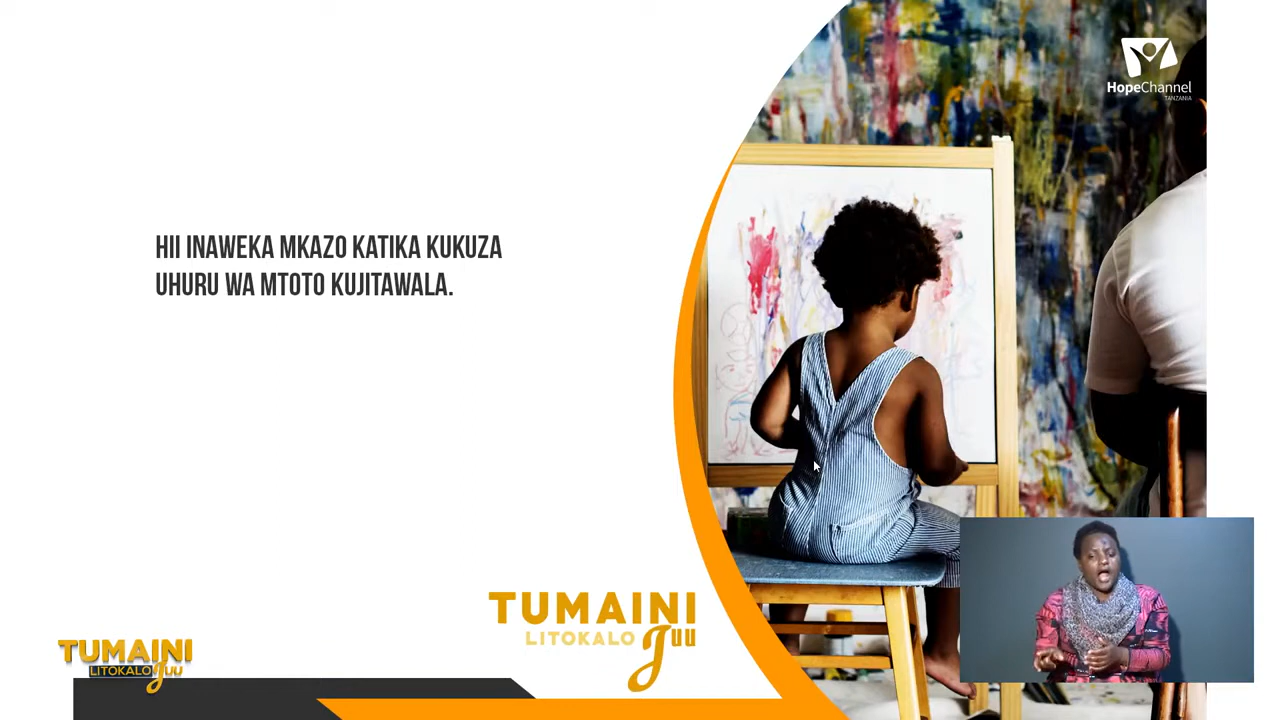 HopeChannel
TANZANIA
HII INAWEKA MKAZO KATIKA KUKUZA
UHURU WA MTOTO KUJITAWALA.
TUMAINI
LITOKALO Juu
TUMAINI
LITOKALO Juu